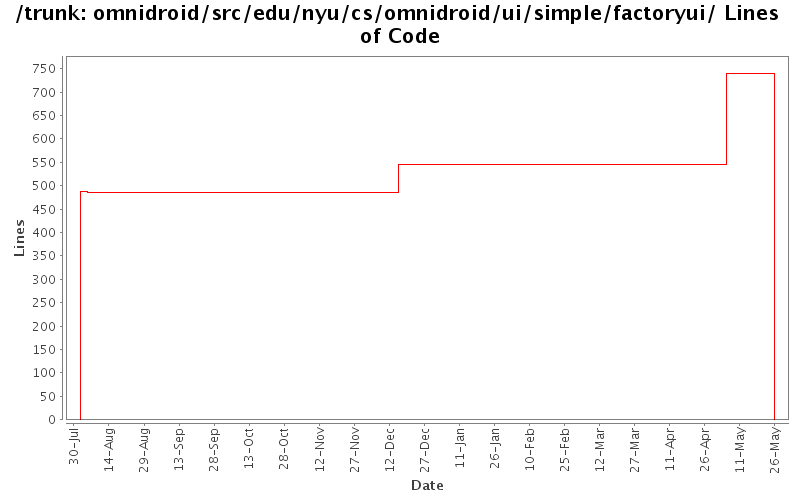 /trunk: omnidroid/src/edu/nyu/cs/omnidroid/ui/simple/factoryui/ Lines
of Code
750
700
650
600
550
500
450
400
350
300
250
200
150
100
50
0
Lines
30-Jul
14-Aug
29-Aug
13-Sep
28-Sep
13-Oct
28-Oct
12-Nov
27-Nov
12-Dec
27-Dec
11-Jan
26-Jan
10-Feb
25-Feb
12-Mar
27-Mar
11-Apr
26-Apr
11-May
26-May
Date